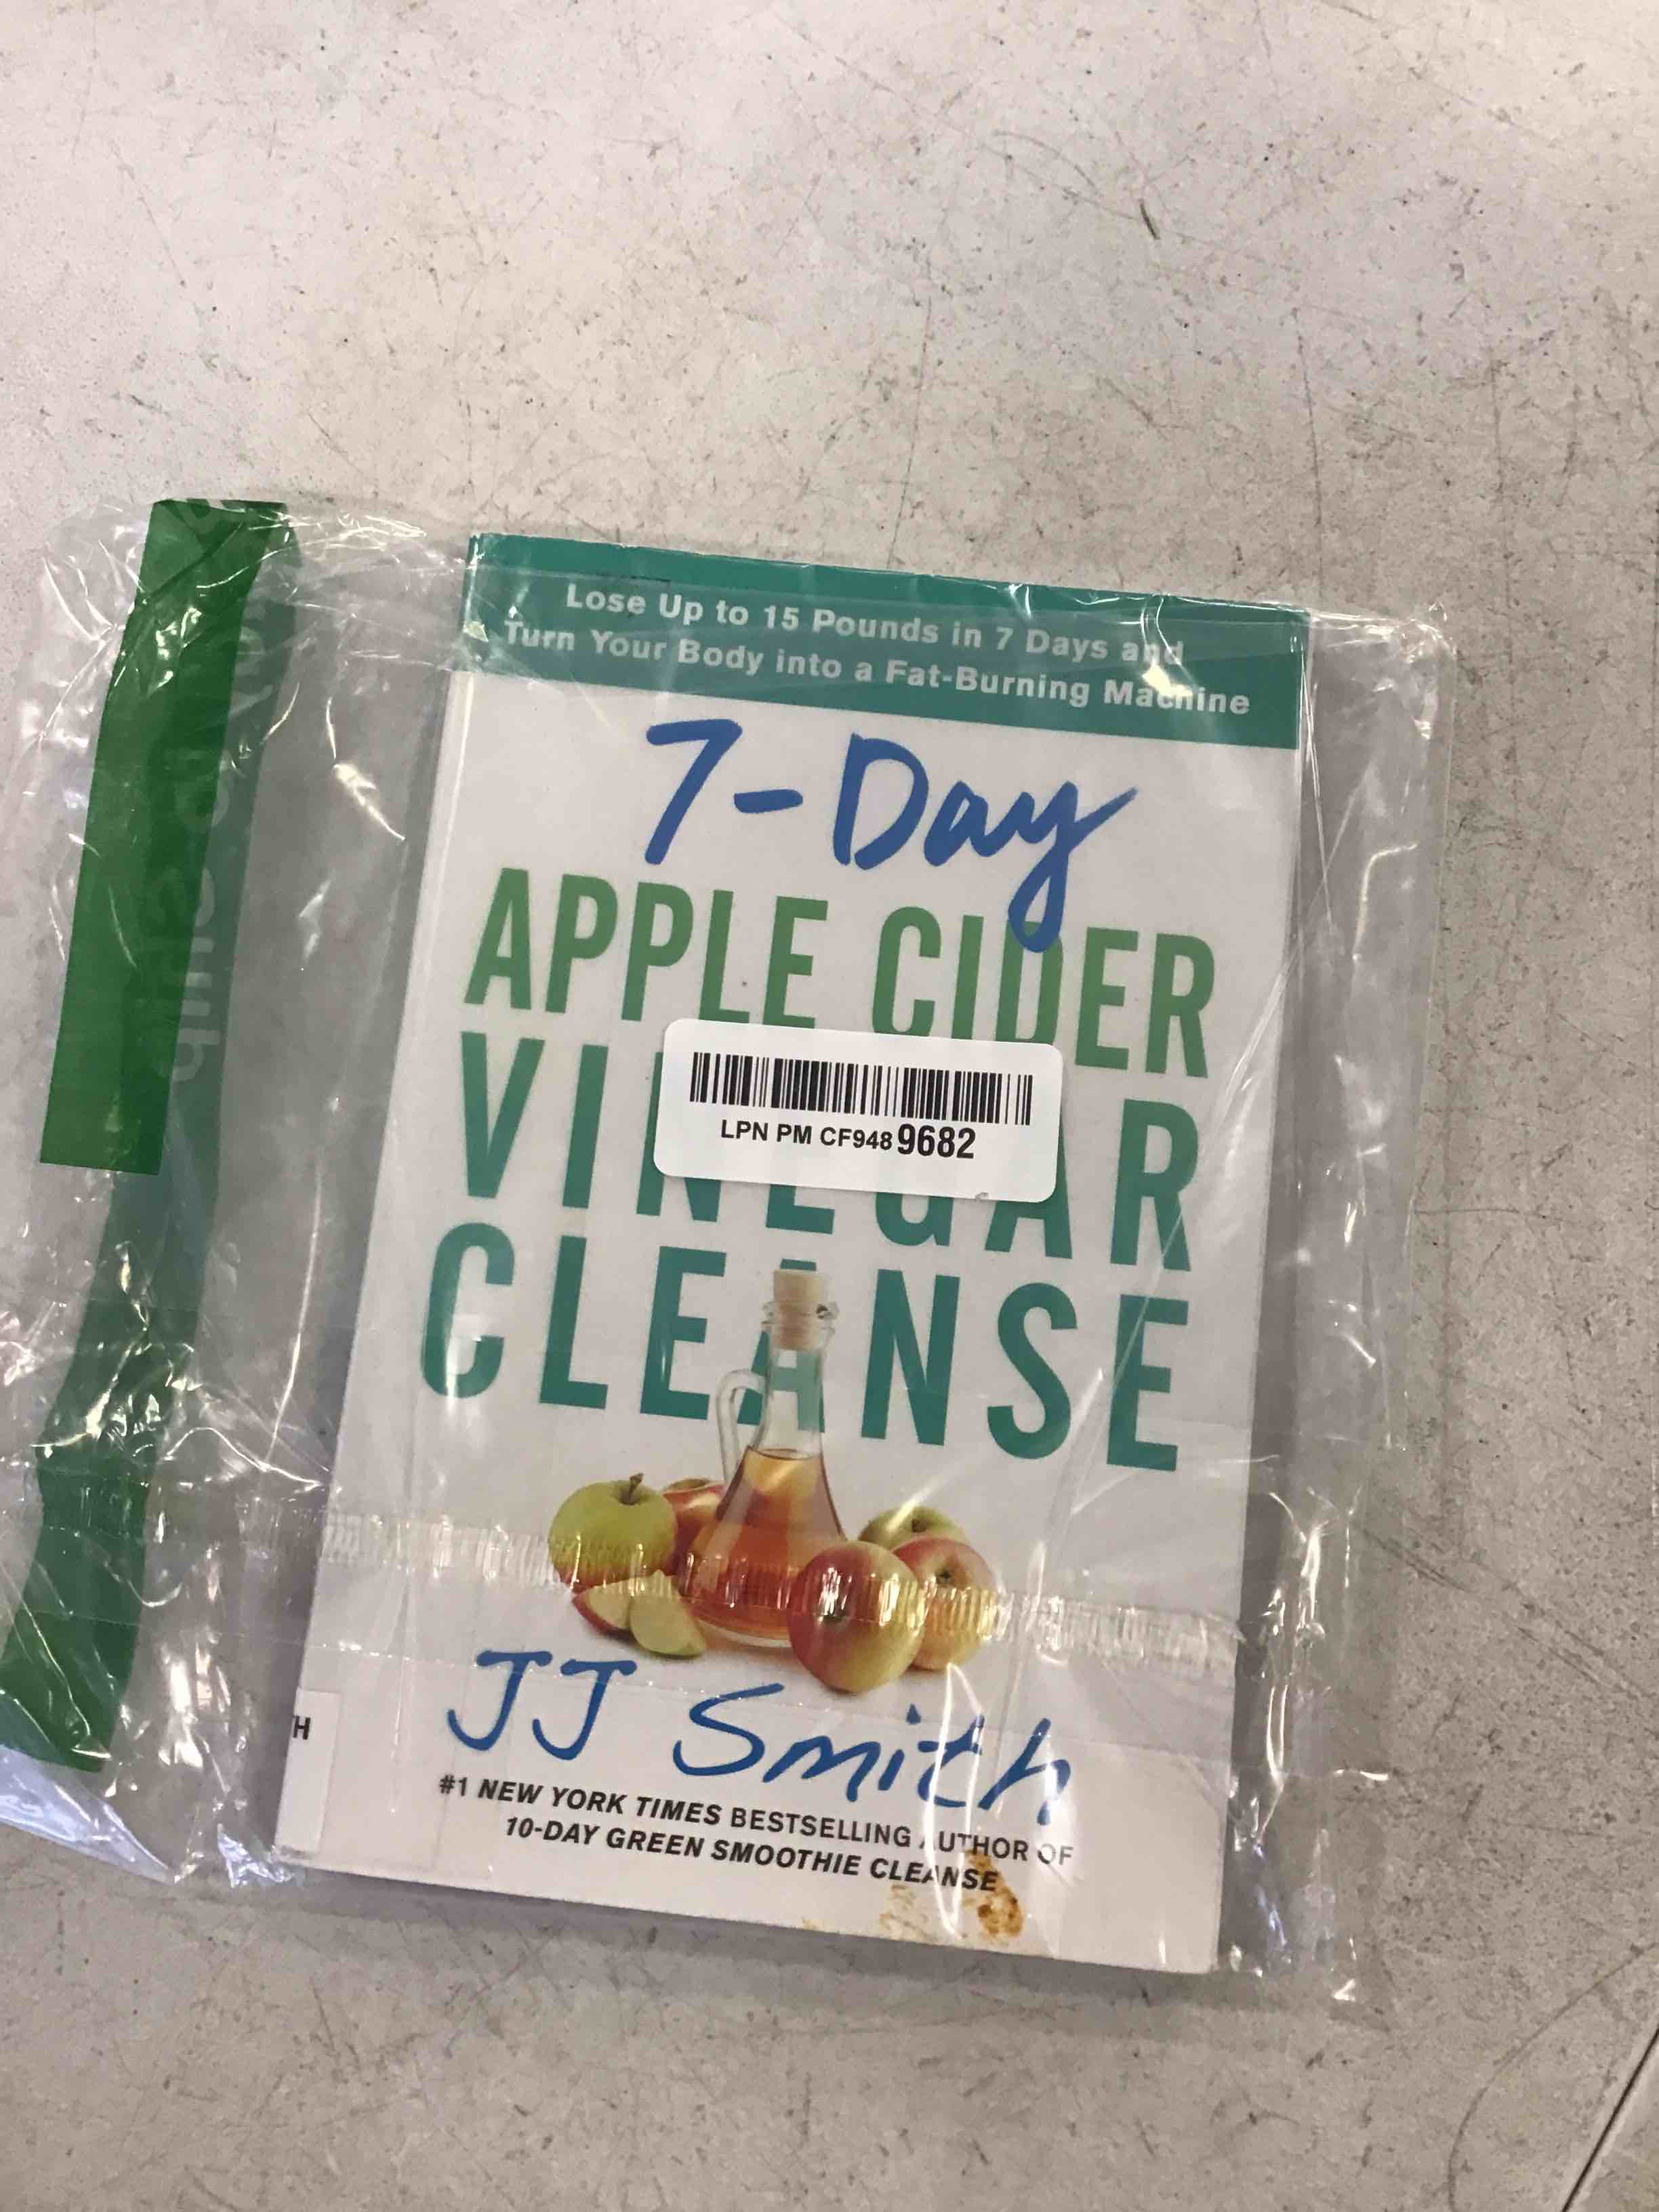 Lose Up to 15 Pounds in 7 Days and
Turn Your Body into a Fat-Burning Machine
7-Day
APPLE CIDER
VINEGAR
LPN PM CF948 9682
CLEANSE
JJ Smith
H
#1 NEW YORK TIMES BESTSELLING AUTHOR OF
10-DAY GREEN SMOOTHIE CLEANSE